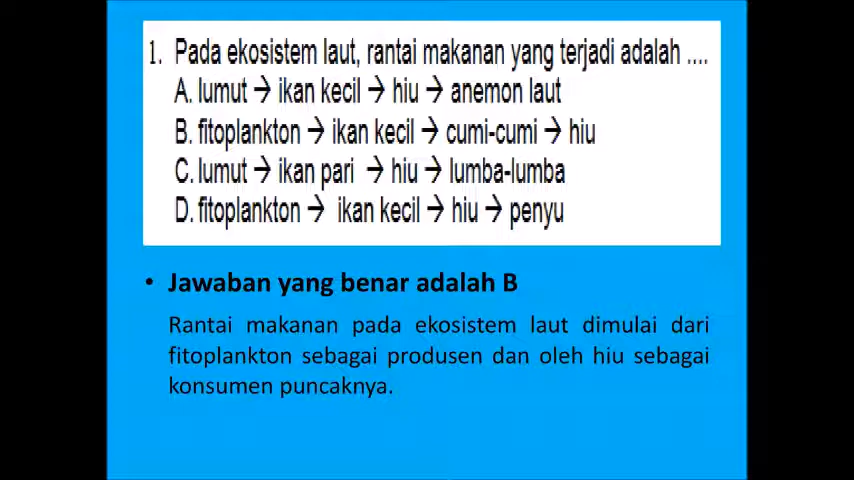 1. Pada ekosistem laut, rantai makanan yang terjadi adalah ....
A. lumut → ikan kecil → hiu → anemon laut
B. fitoplankton → ikan kecil → cumi-cumi → hiu
C. lumut → ikan pari → hiu → lumba-lumba
D. fitoplankton → ikan kecil → hiu → penyu
• Jawaban yang benar adalah B
Rantai makanan pada ekosistem laut dimulai dari
fitoplankton sebagai produsen dan oleh hiu sebagai
konsumen puncaknya.